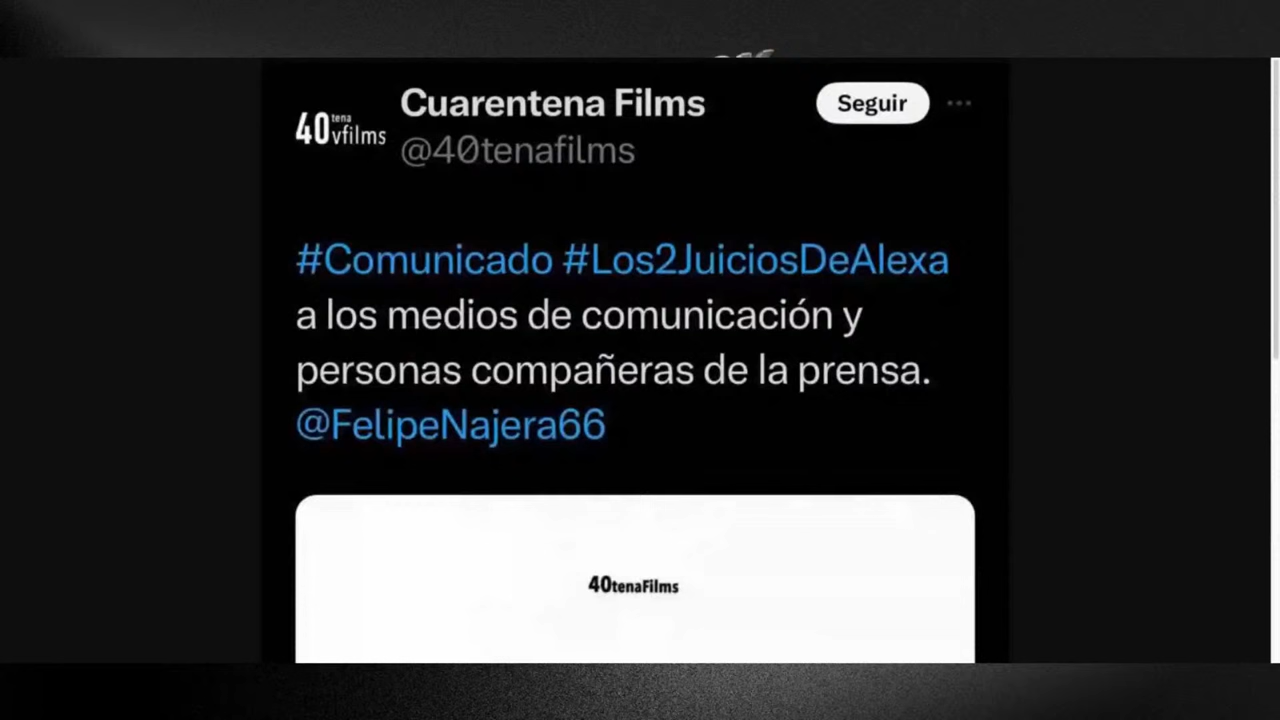 40tena
vfilms
Cuarentena Films
@40tenafilms
Seguir
#Comunicado #Los2JuiciosDeAlexa
a los medios de comunicación y
personas compañeras de la prensa.
@FelipeNajera66
40tenaFilms